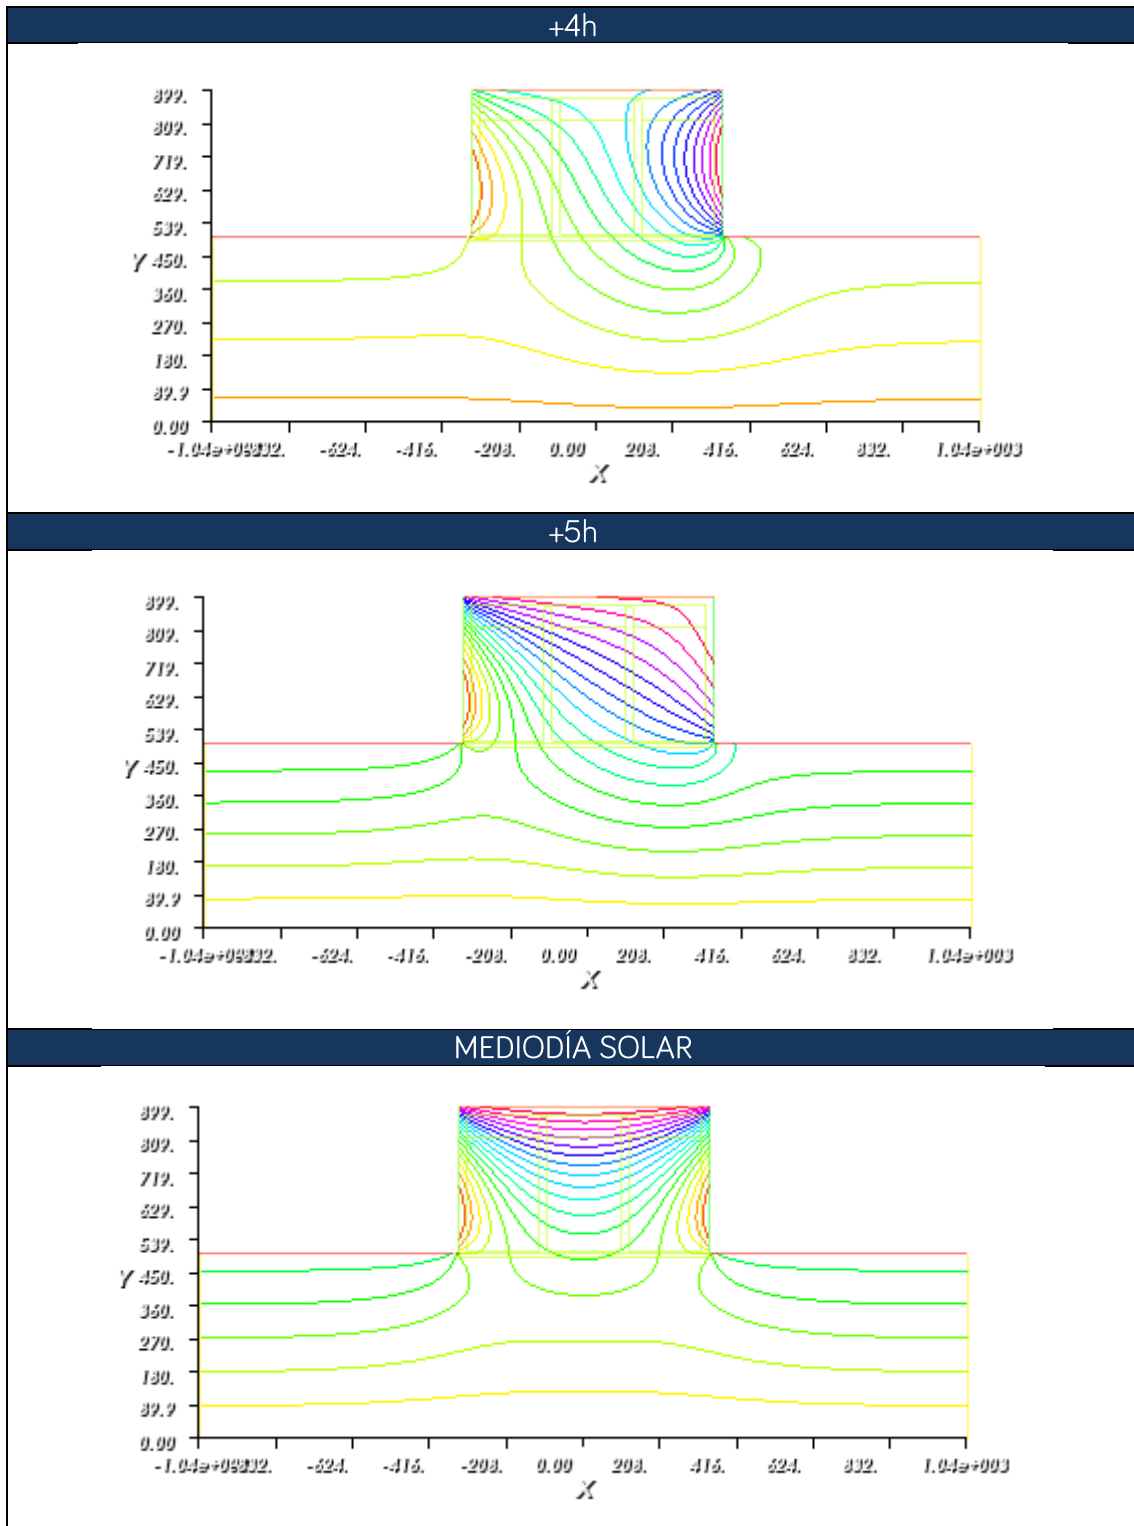 +4h
899.
809.
719.
629.
539.
Y 450.
360.
270.
180.
89.9
0.00
-624. -416. -208. 0.00 208. 416. 624. 832. 1.04e+003
X
+5h
899.
809.
719.
629.
539.
Y 450.
360.
270.
180.
89.9
0.00
-624. -416. -208. 0.00 208. 416. 624. 832. 1.04e+003
X
MEDIODÍA SOLAR
899.
809.
719.
629.
539.
Y 450.
360.
270.
180.
89.9
0.00
-624. -416. -208. 0.00 208. 416. 624. 832. 1.04e+003
X